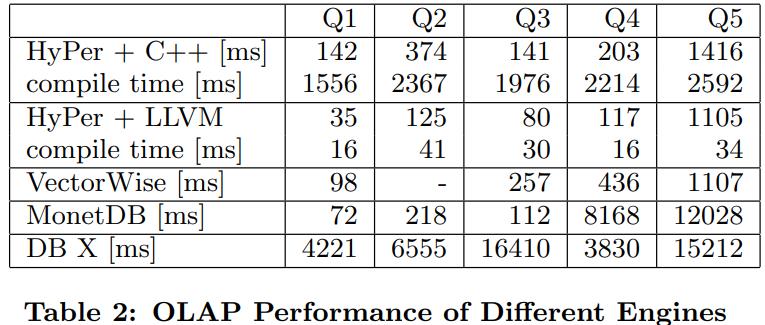 Q1 Q2 Q3 Q4 Q5
HyPer + C++ [ms] 142 374 141 203 1416
compile time [ms] 1556 2367 1976 2214 2592
HyPer + LLVM 35 125 80 117 1105
compile time [ms] 16 41 30 16 34
VectorWise [ms] 98 - 257 436 1107
MonetDB [ms] 72 218 112 8168 12028
DB X [ms] 4221 6555 16410 3830 15212
Table 2: OLAP Performance of Different Engines